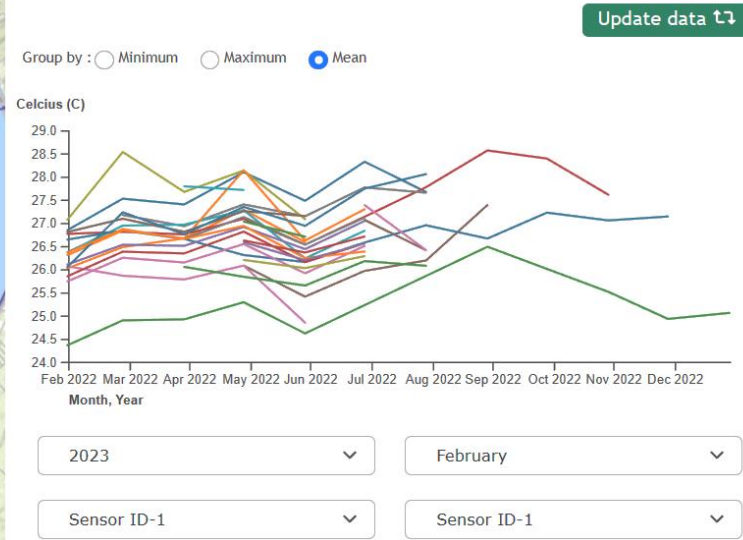 Update data
Group by : Minimum Maximum Mean
Celcius (C)
29.0
28.5
28.0
27.5
27.0
26.5
26.0
25.5
25.0
24.5
24.0
Feb 2022 Mar 2022 Apr 2022 May 2022 Jun 2022 Jul 2022 Aug 2022 Sep 2022 Oct 2022 Nov 2022 Dec 2022
Month, Year
2023 February
Sensor ID-1 Sensor ID-1